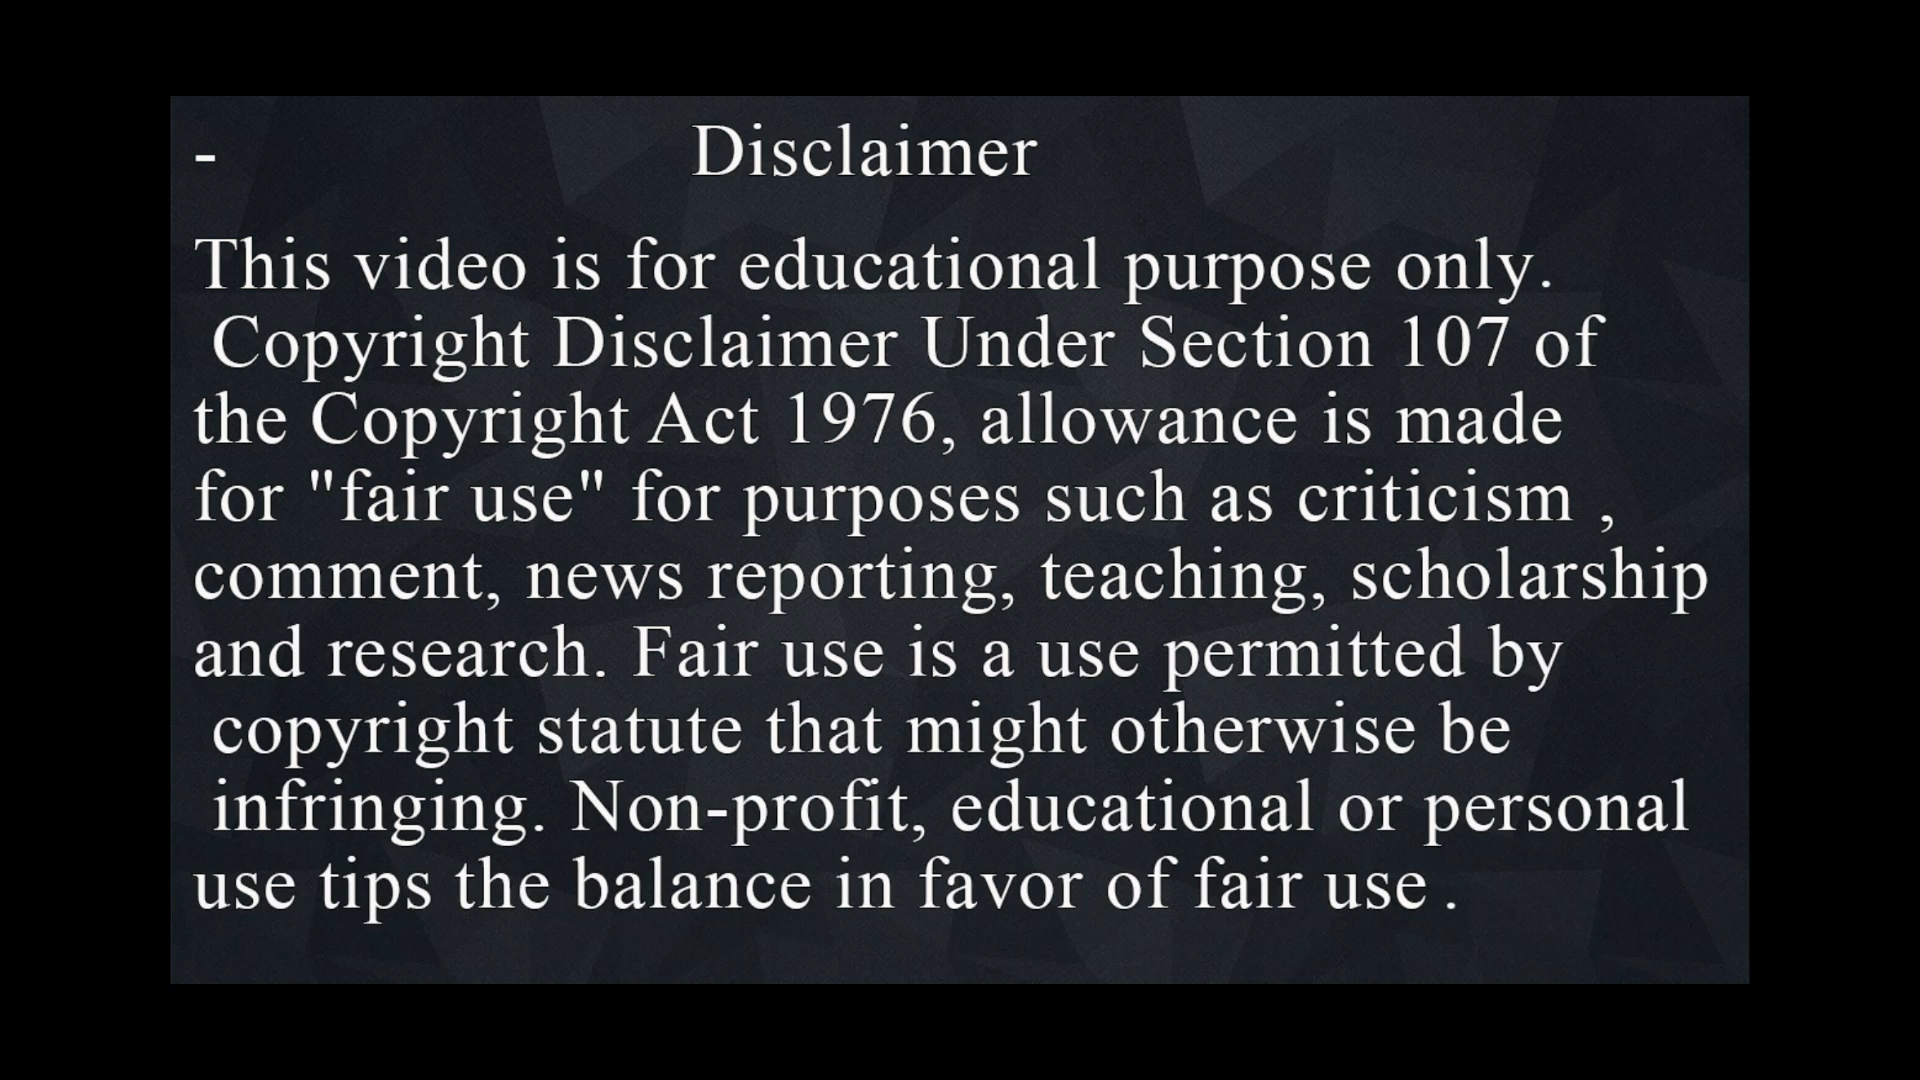 - Disclaimer
This video is for educational purpose only.
Copyright Disclaimer Under Section 107 of
the Copyright Act 1976, allowance is made
for "fair use" for purposes such as criticism ,
comment, news reporting, teaching, scholarship
and research. Fair use is a use permitted by
copyright statute that might otherwise be
infringing. Non-profit, educational or personal
use tips the balance in favor of fair use .